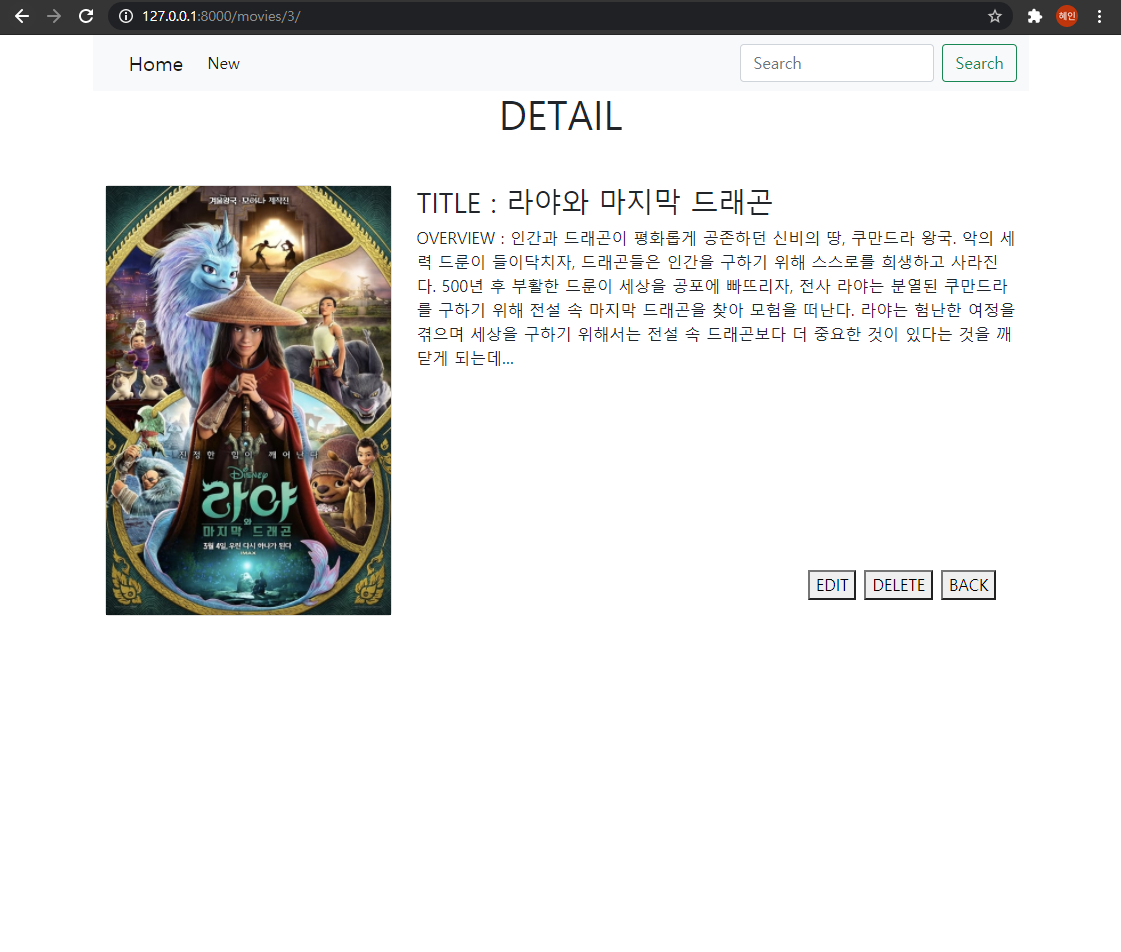 127.0.0.1:8000/movies/3/
혜인
Home New Search Search
DETAIL
겨울왕국 · 모아나 제작진
진정한 힘이 깨어난다
DISNEY
라야
와
마지막 드래곤
3월 4일, 우린 다시 하나가 된다
IMAX
TITLE : 라야와 마지막 드래곤
OVERVIEW : 인간과 드래곤이 평화롭게 공존하던 신비의 땅, 쿠만드라 왕국. 악의 세
력 드룬이 들이닥치자, 드래곤들은 인간을 구하기 위해 스스로를 희생하고 사라진
다. 500년 후 부활한 드룬이 세상을 공포에 빠뜨리자, 전사 라야는 분열된 쿠만드라
를 구하기 위해 전설 속 마지막 드래곤을 찾아 모험을 떠난다. 라야는 험난한 여정을
겪으며 세상을 구하기 위해서는 전설 속 드래곤보다 더 중요한 것이 있다는 것을 깨
닫게 되는데...
EDIT DELETE BACK